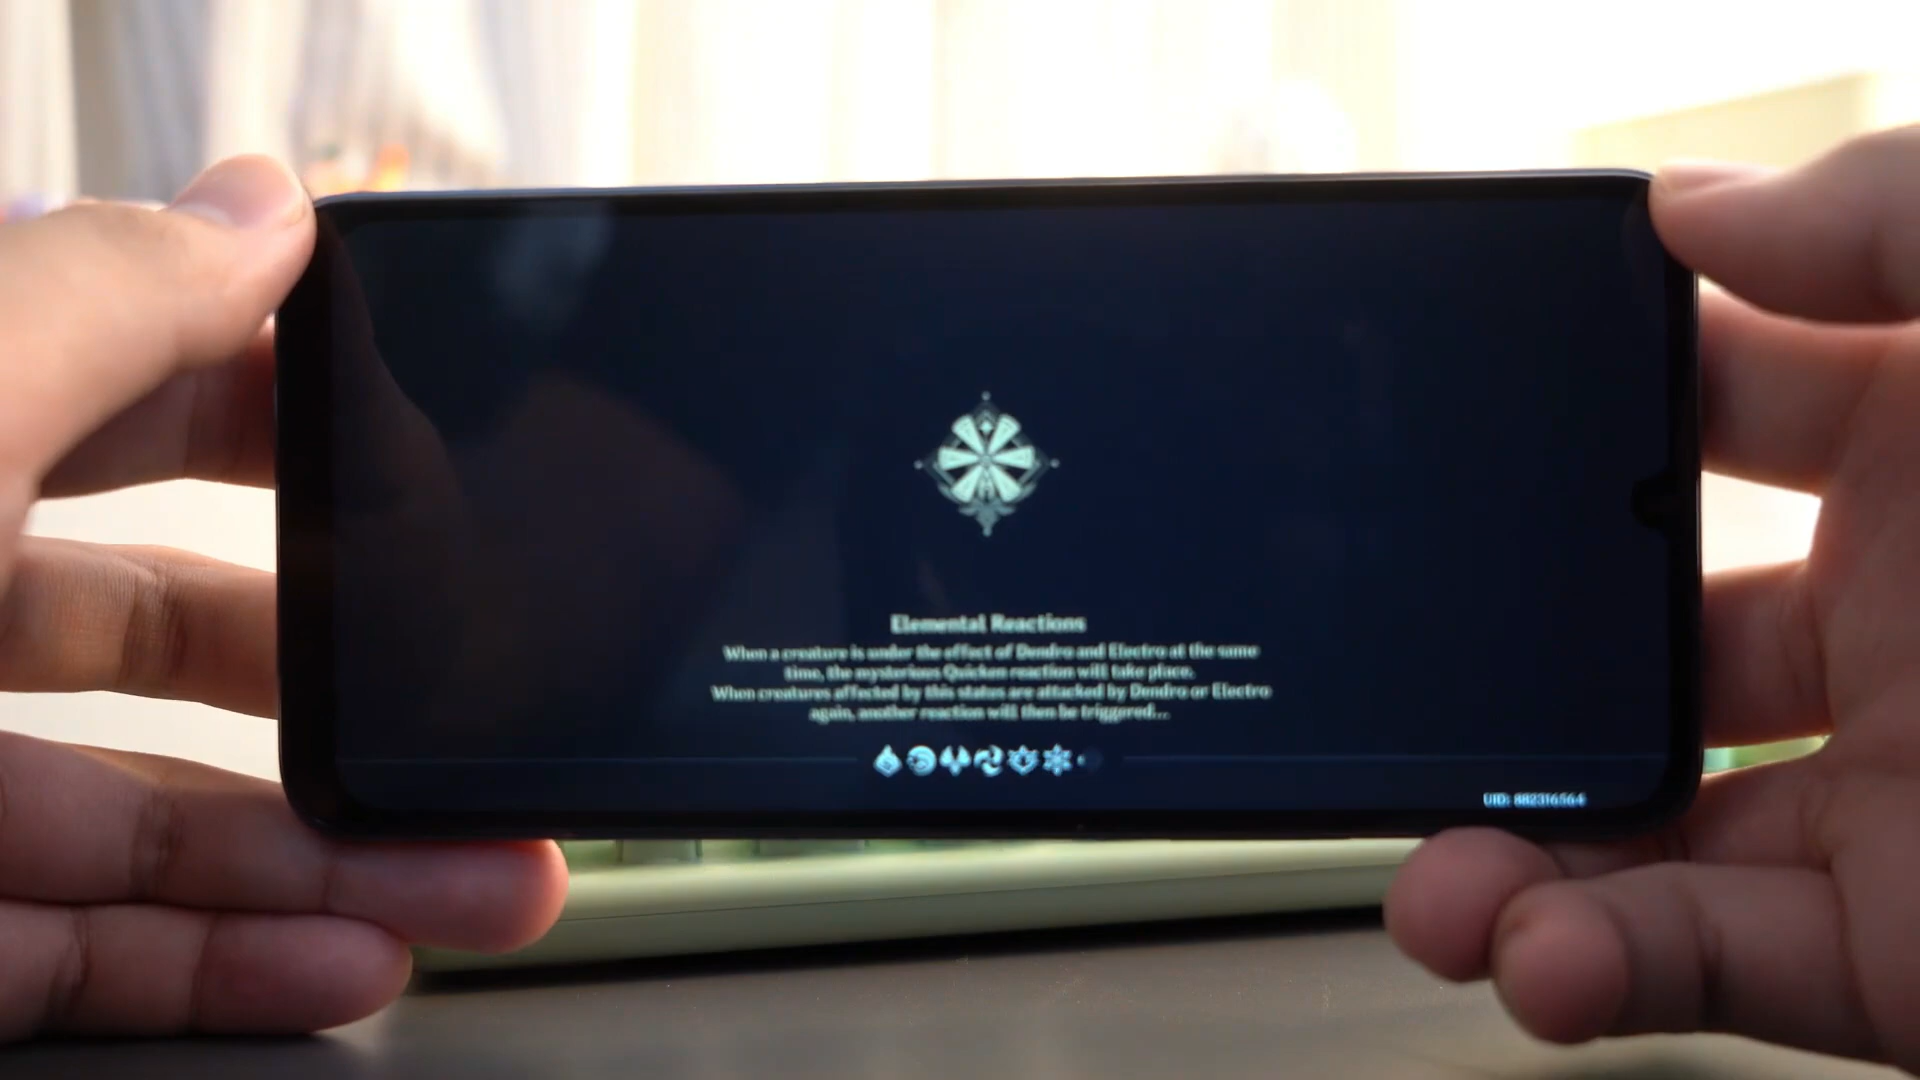 Elemental Reactions
When a creature is under the effect of Dendro and Electro at the same
time, the mysterious Quicken reaction will take place.
When creatures affected by this status are attacked by Dendro or Electro
again, another reaction will then be triggered...
UID: 882316564